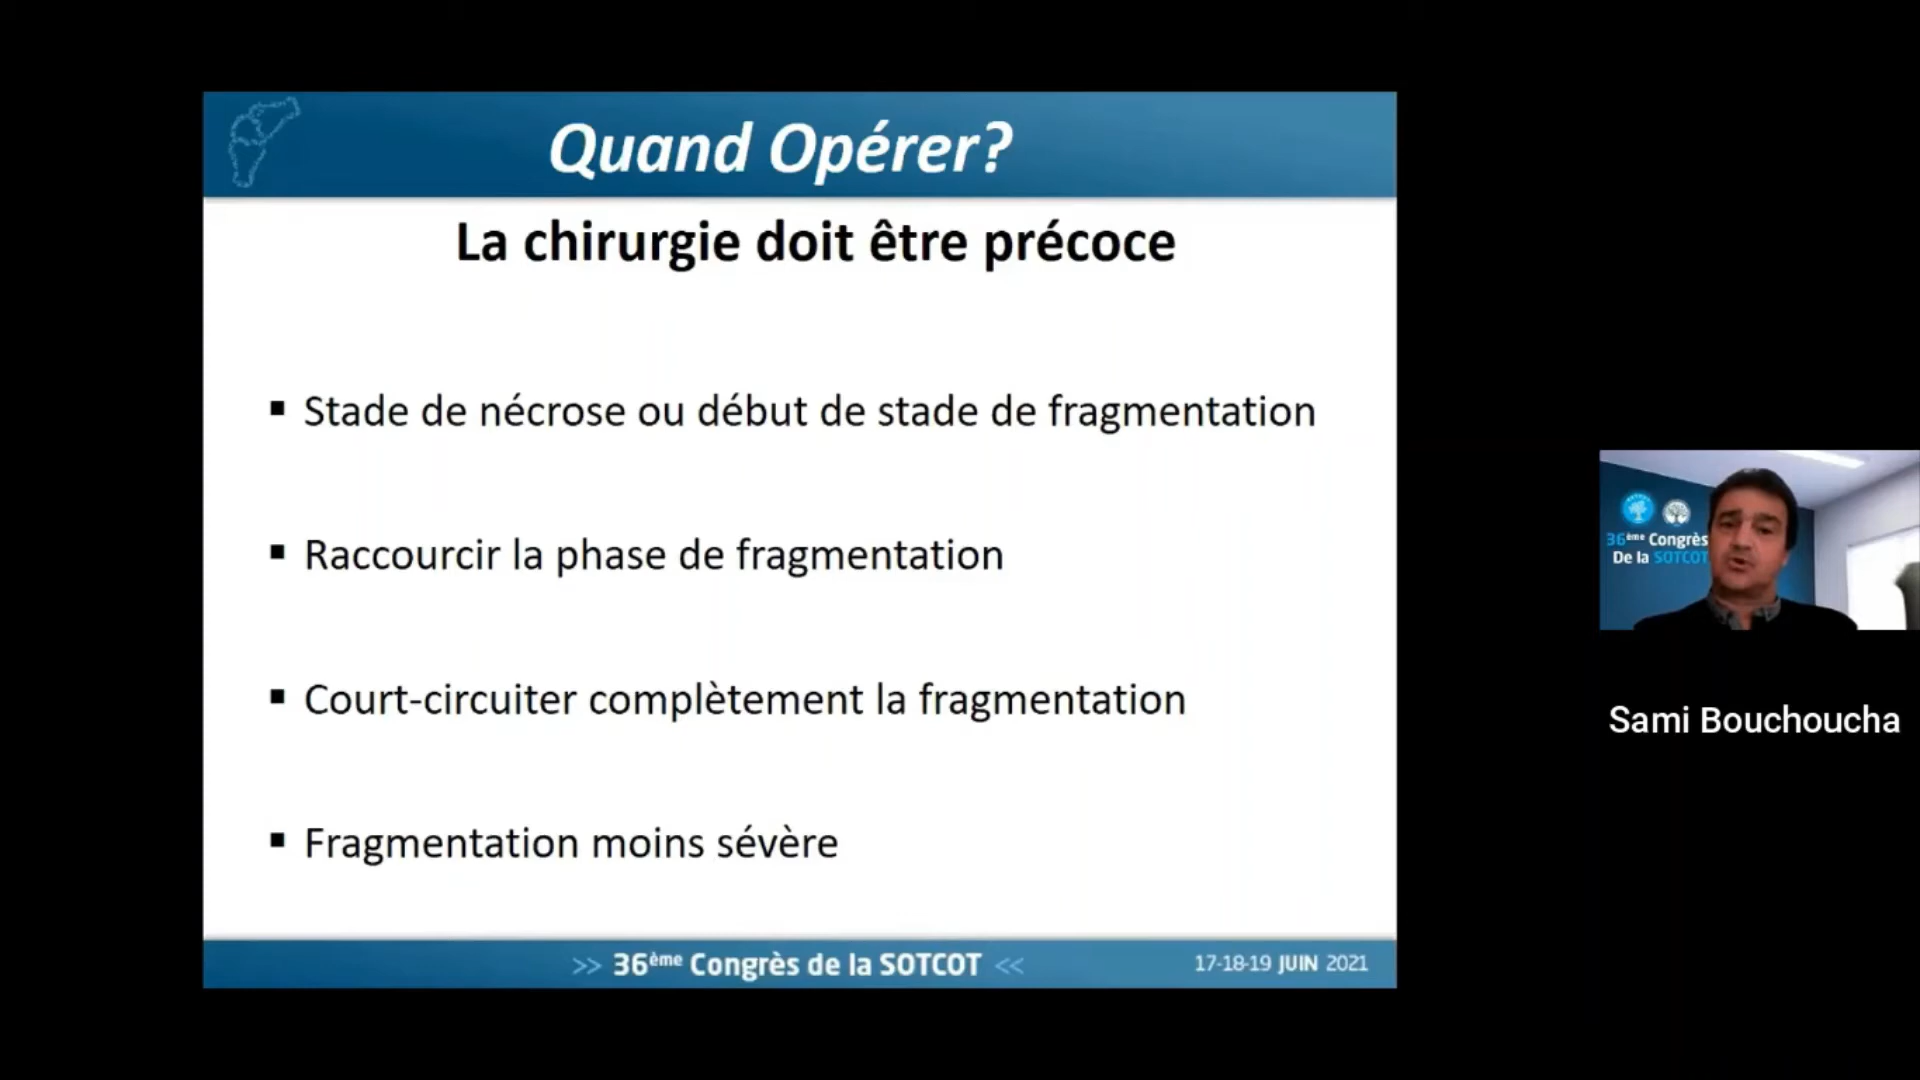 Quand Opérer?
La chirurgie doit être précoce
▪ Stade de nécrose ou début de stade de fragmentation
▪ Raccourcir la phase de fragmentation
▪ Court-circuiter complètement la fragmentation
▪ Fragmentation moins sévère
>> 36ème Congrès de la SOTCOT <<
17-18-19 JUIN 2021
36ème Congrès
De la SOTCOT
Sami Bouchoucha